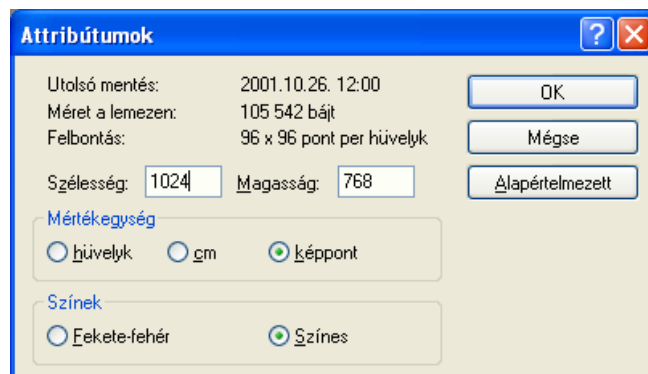 Attribútumok
Utolsó mentés: 2001.10.26. 12:00
Méret a lemezen: 105 542 bájt
Felbontás: 96 x 96 pont per hüvelyk
Szélesség: 1024 Magasság: 768
Mértékegység
hüvelyk cm képpont
Színek
Fekete-fehér Színes
OK
Mégse
Alapértelmezett